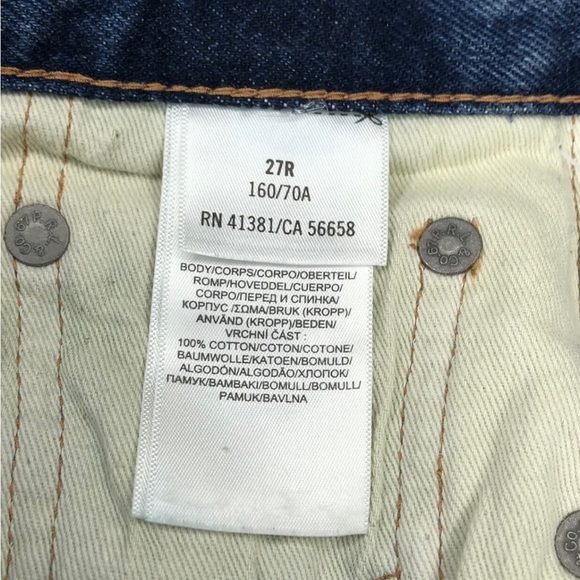 27R
160/70A
RN 41381/CA 56658
BODY/CORPS/CORPO/OBERTEIL/
ROMP/HOVEDDEL/CUERPO/
CORPO/ПЕРЕД И СПИНКА/
КОРПУС /ΣΩΜΑ/BRUK (KROPP)/
ANVÄND (KROPP)/BEDEN/
VRCHNÍ ČÁST :
100% COTTON/COTON/COTONE/
BAUMWOLLE/KATOEN/BOMULD/
ALGODÓN/ALGODÃO/ХЛОПОК/
ПАМУК/BAMBAKI/BOMULL/BOMULL/
PAMUK/BAVLNA